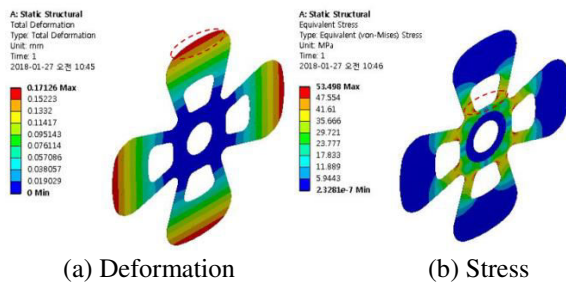 A: Static Structural
Total Deformation
Type: Total Deformation
Unit: mm
Time: 1
2018-01-27 오전 10:45
0.17126 Max
0.15223
0.1332
0.11417
0.095143
0.076114
0.057086
0.038057
0.019029
0 Min
(a) Deformation
A: Static Structural
Equivalent Stress
Type: Equivalent (von-Mises) Stress
Unit: MPa
Time: 1
2018-01-27 오전 10:46
53.498 Max
47.554
41.61
35.666
29.721
23.777
17.833
11.889
5.9443
2.3281e-7 Min
(b) Stress